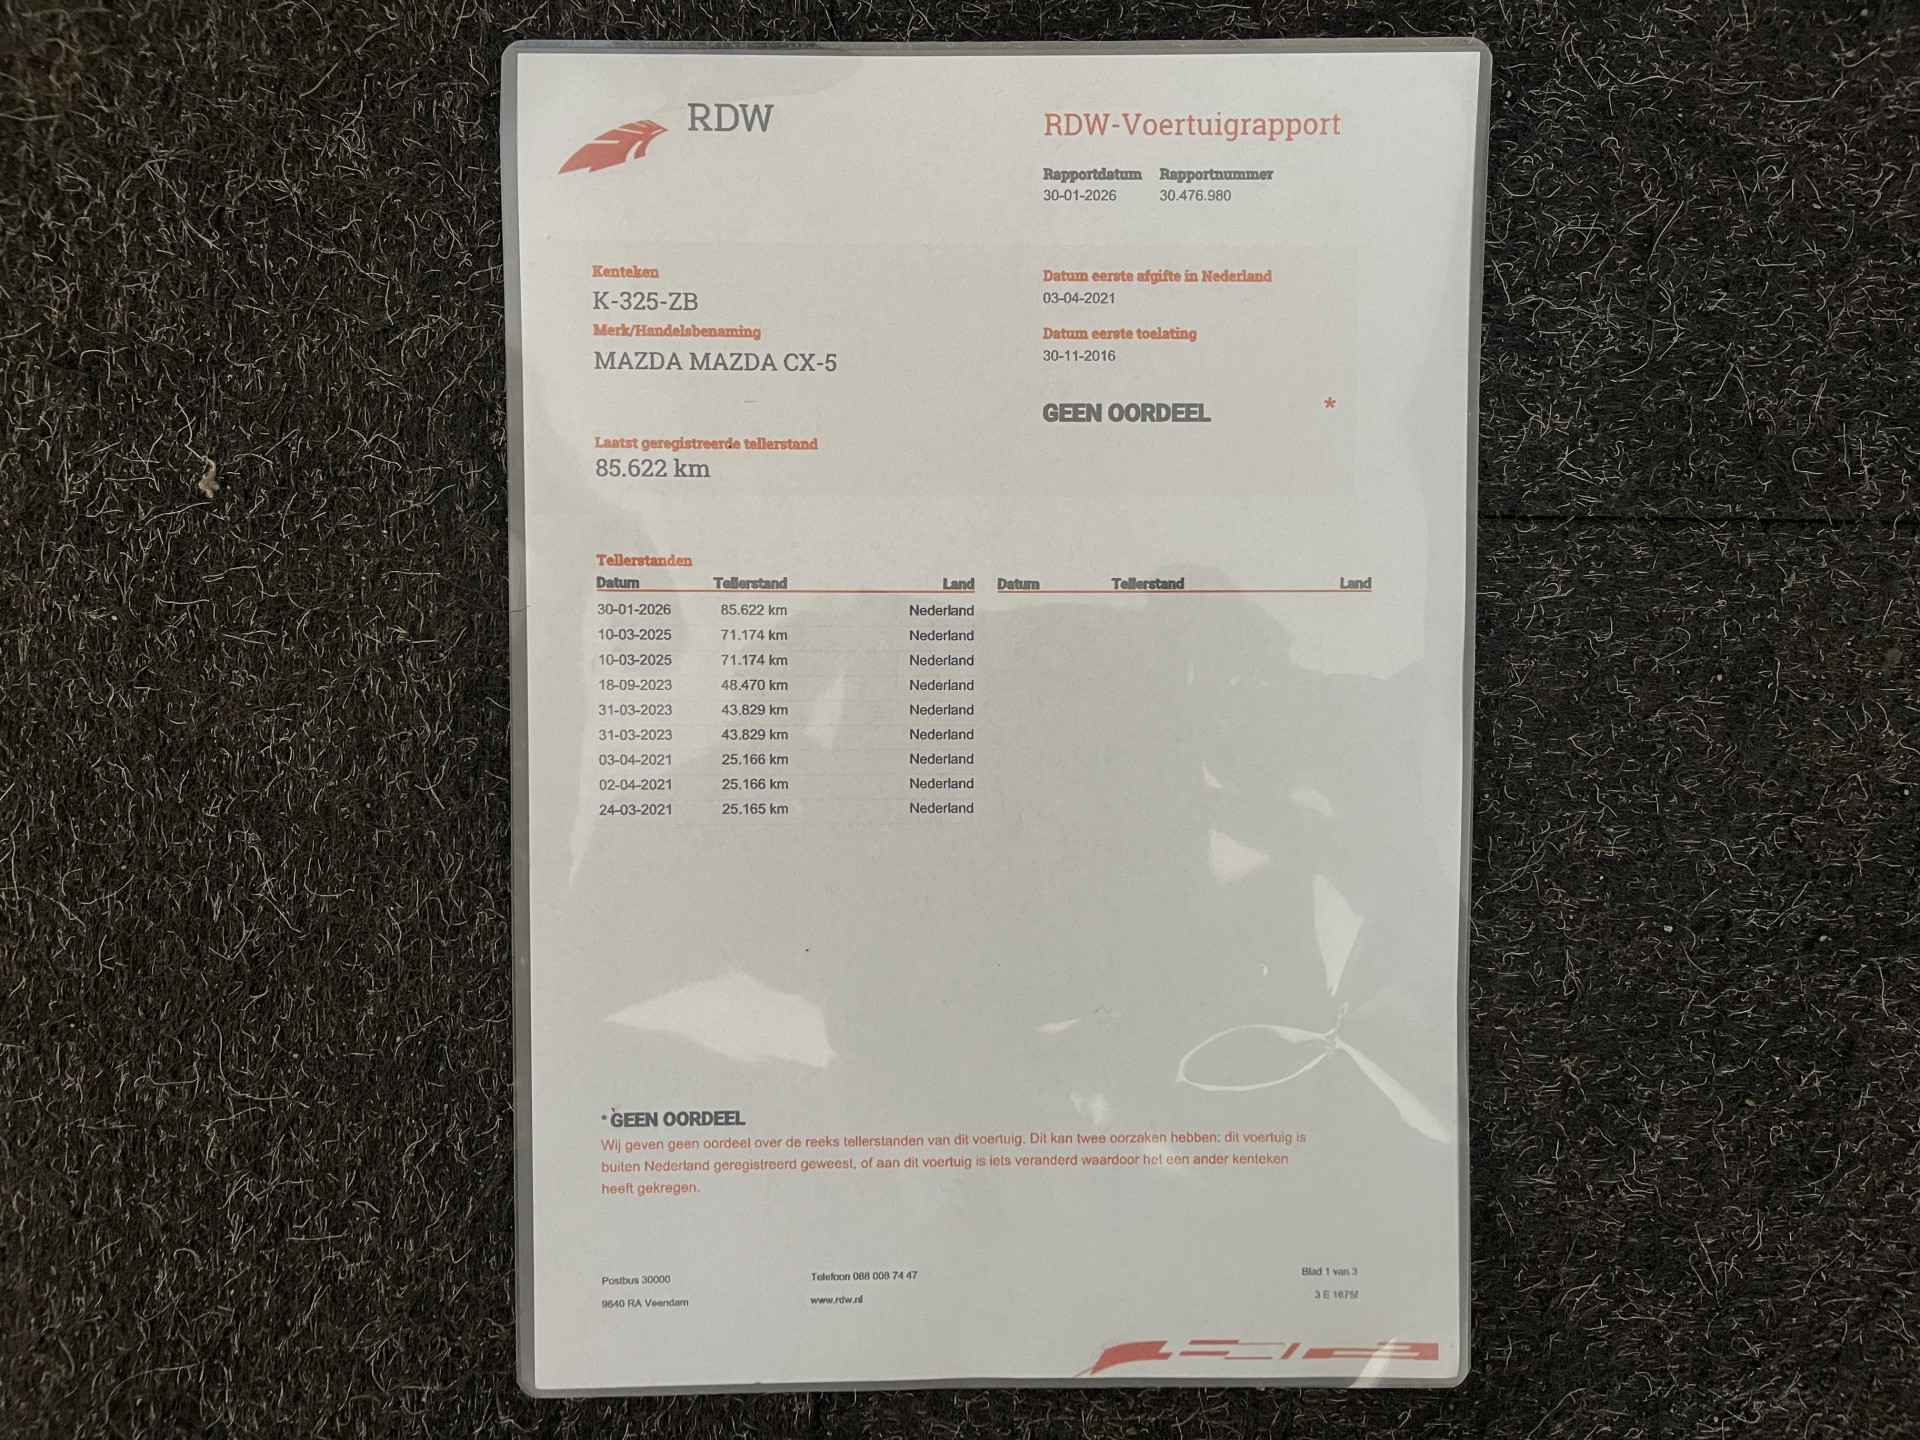 RDW
RDW-Voertuigrapport
Rapportdatum Rapportnummer
30-01-2026 30.476.980
Kenteken
K-325-ZB
Merk/Handelsbenaming
MAZDA MAZDA CX-5
Datum eerste afgifte in Nederland
03-04-2021
Datum eerste toelating
30-11-2016
GEEN OORDEEL *
Laatst geregistreerde tellerstand
85.622 km
Tellerstanden
Datum Tellerstand Land Datum Tellerstand Land
30-01-2026 85.622 km Nederland
10-03-2025 71.174 km Nederland
10-03-2025 71.174 km Nederland
18-09-2023 48.470 km Nederland
31-03-2023 43.829 km Nederland
31-03-2023 43.829 km Nederland
03-04-2021 25.166 km Nederland
02-04-2021 25.166 km Nederland
24-03-2021 25.165 km Nederland
* GEEN OORDEEL
Wij geven geen oordeel over de reeks tellerstanden van dit voertuig. Dit kan twee oorzaken hebben: dit voertuig is
buiten Nederland geregistreerd geweest, of aan dit voertuig is iets veranderd waardoor het een ander kenteken
heeft gekregen.
Postbus 30000 Telefoon 088 008 74 47 Blad 1 van 3
9640 RA Veendam www.rdw.nl 3 E